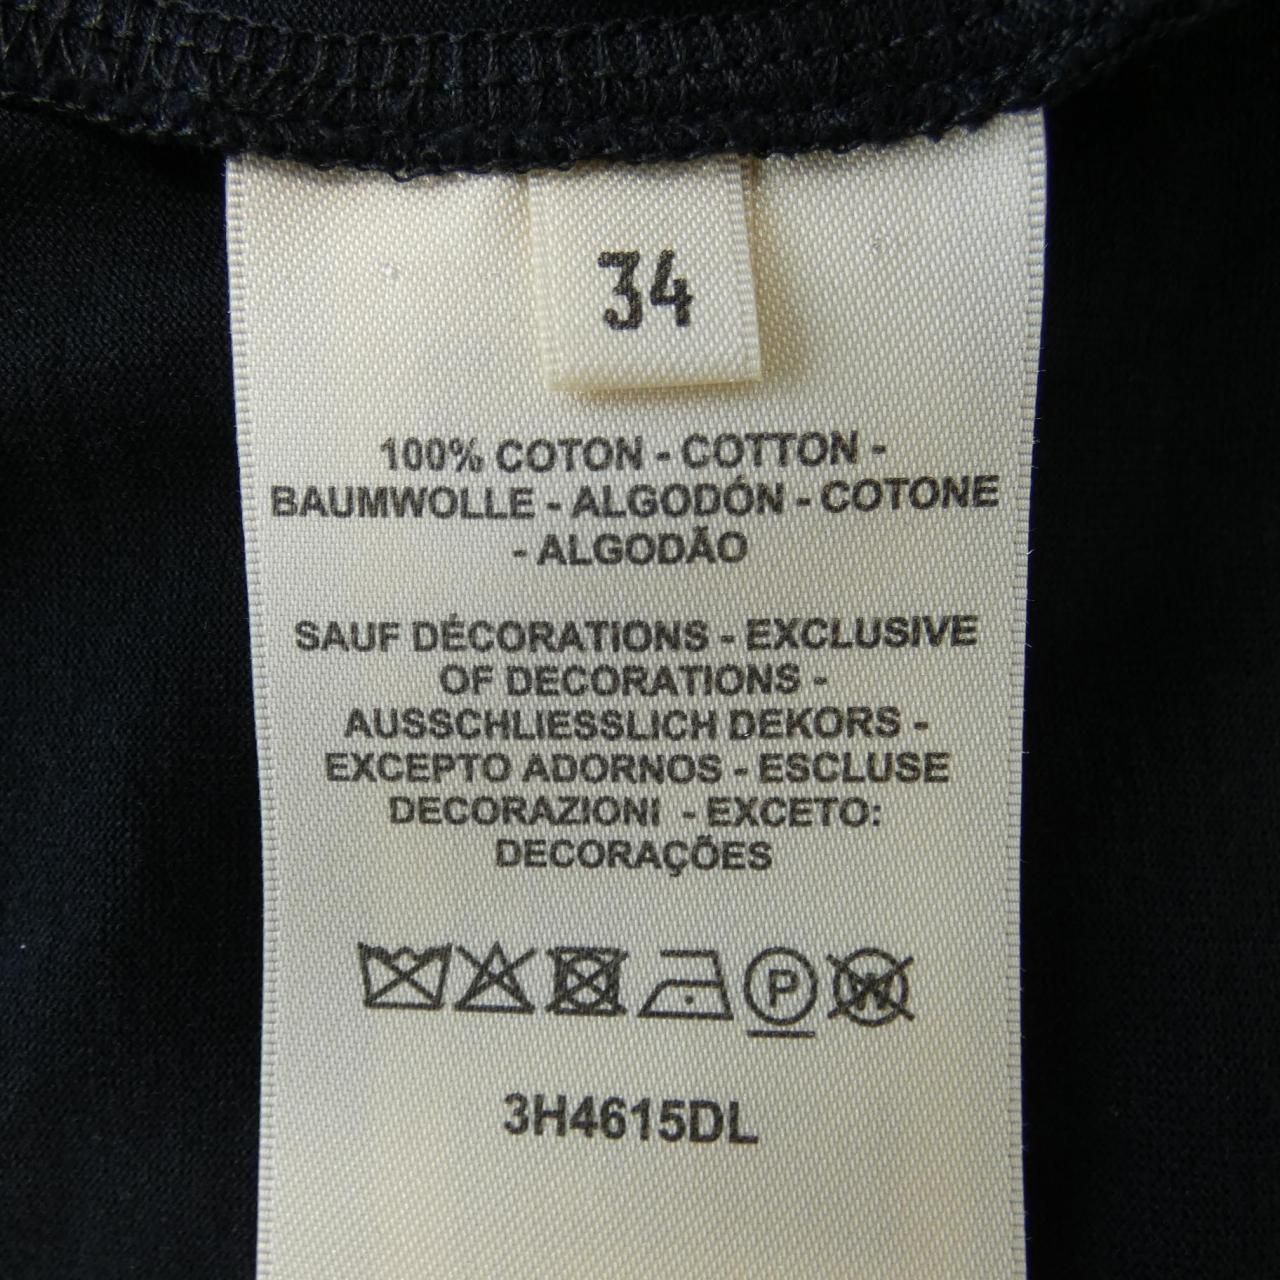 34
100% COTON - COTTON -
BAUMWOLLE - ALGODÓN - COTONE
- ALGODÃO
SAUF DÉCORATIONS - EXCLUSIVE
OF DECORATIONS -
AUSSCHLIESSLICH DEKORS -
EXCEPTO ADORNOS - ESCLUSE
DECORAZIONI - EXCETO:
DECORAÇÕES
P W
3H4615DL